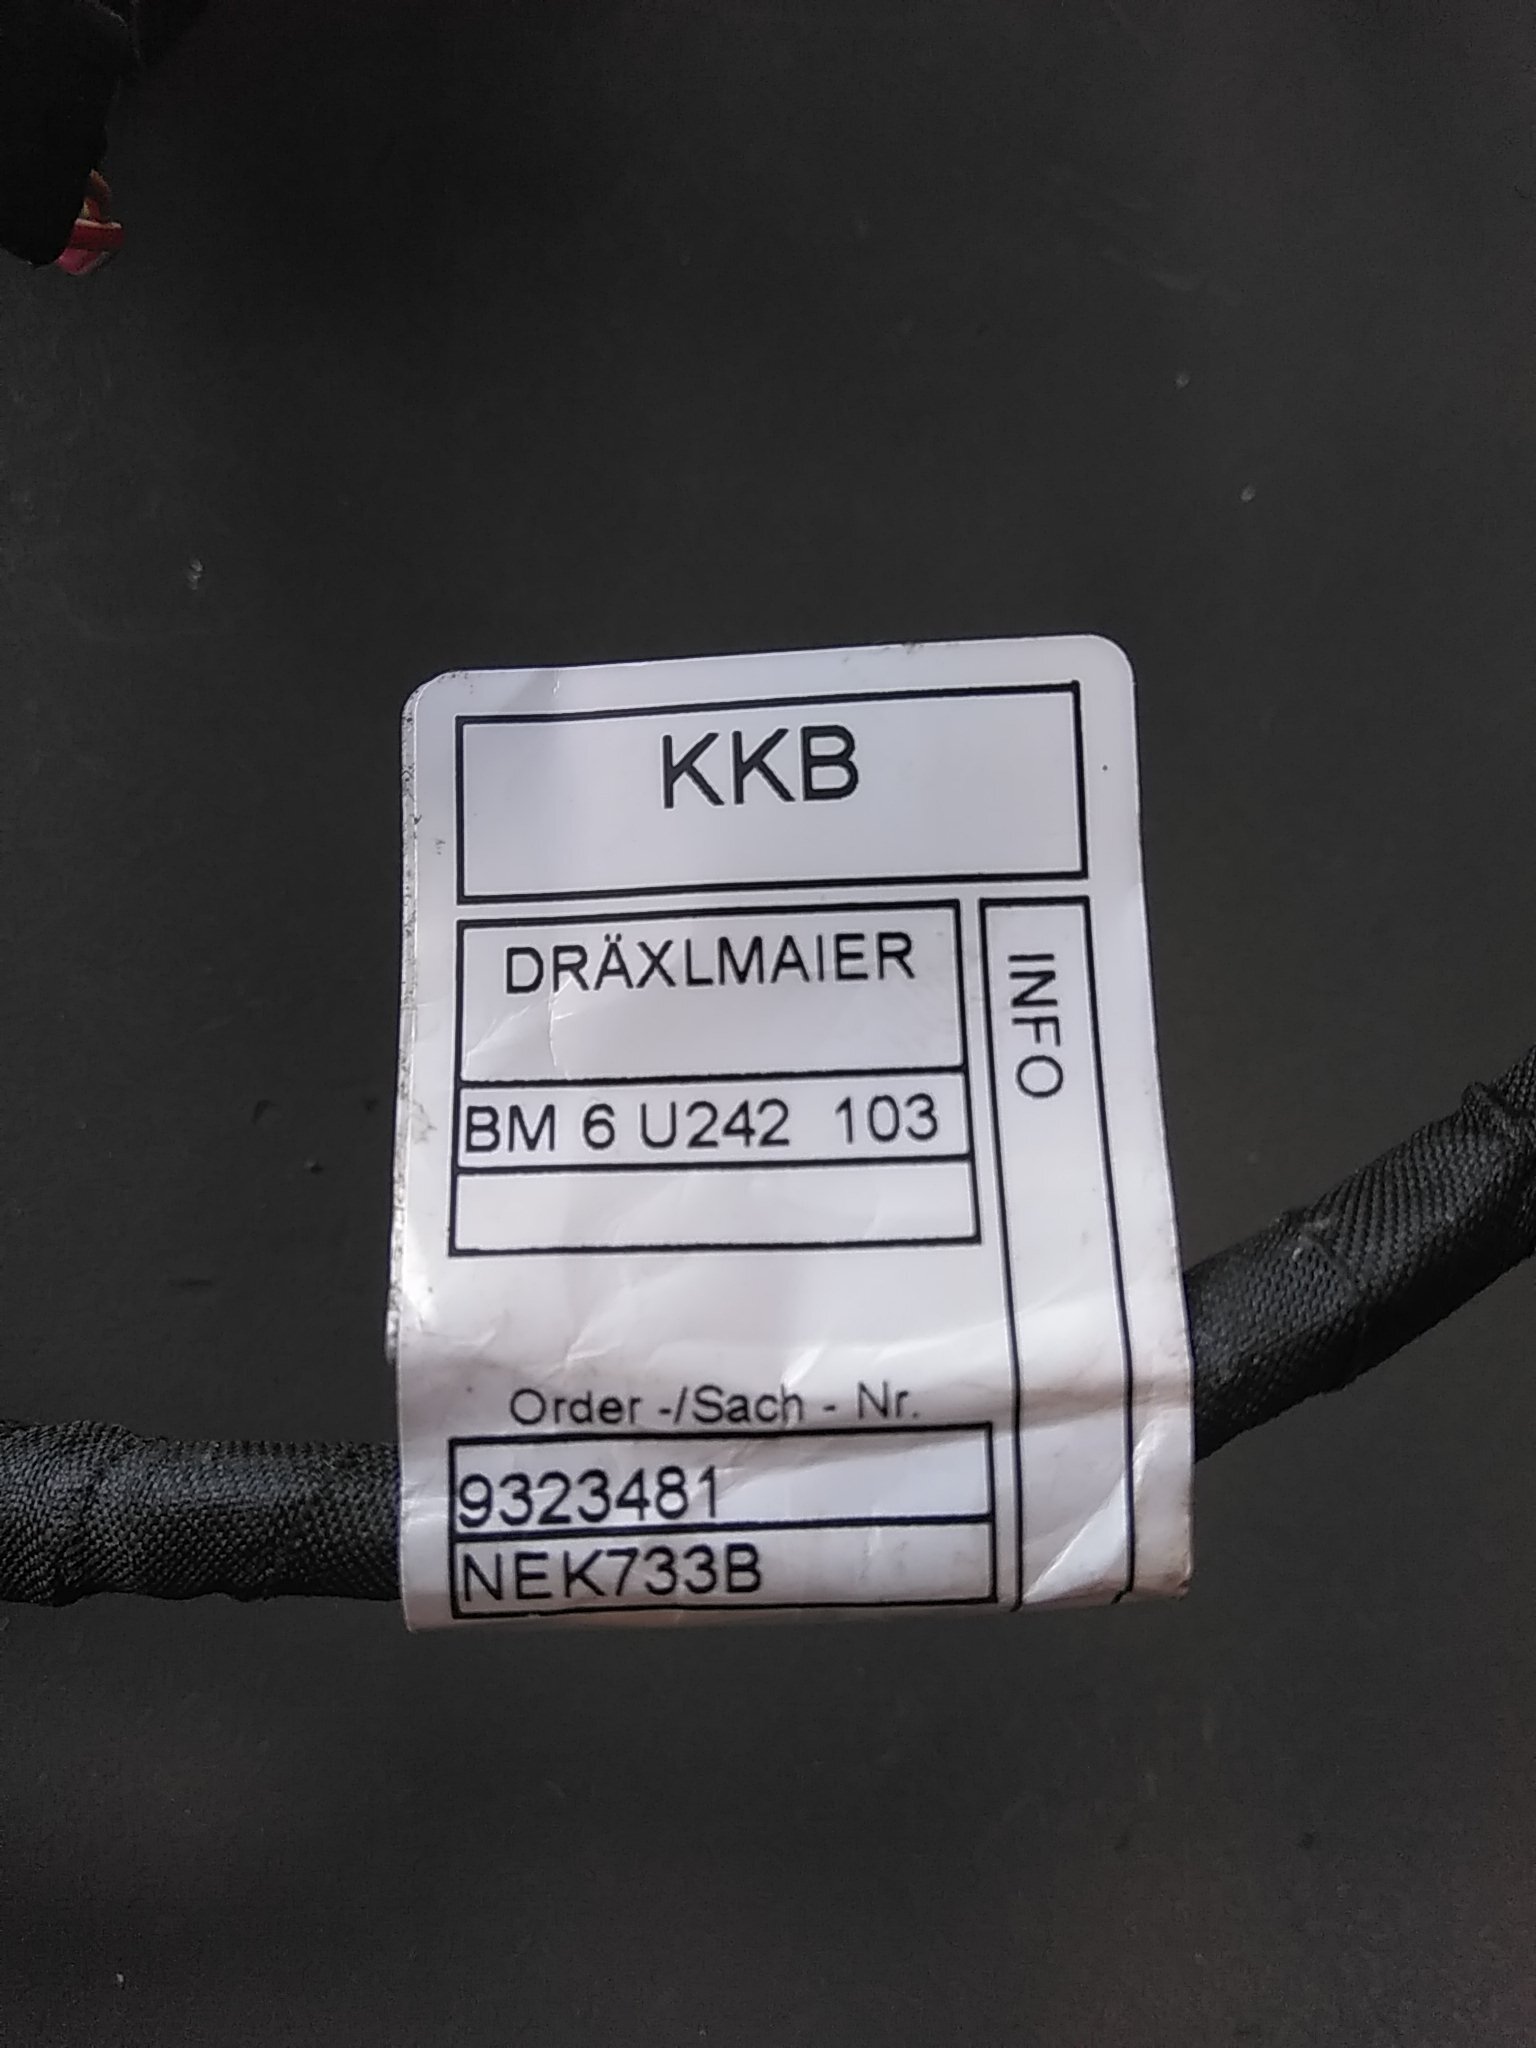 KKB
DRÄXLMAIER
INFO
BM 6 U242 103
Order -/Sach - Nr.
9323481
NEK733B